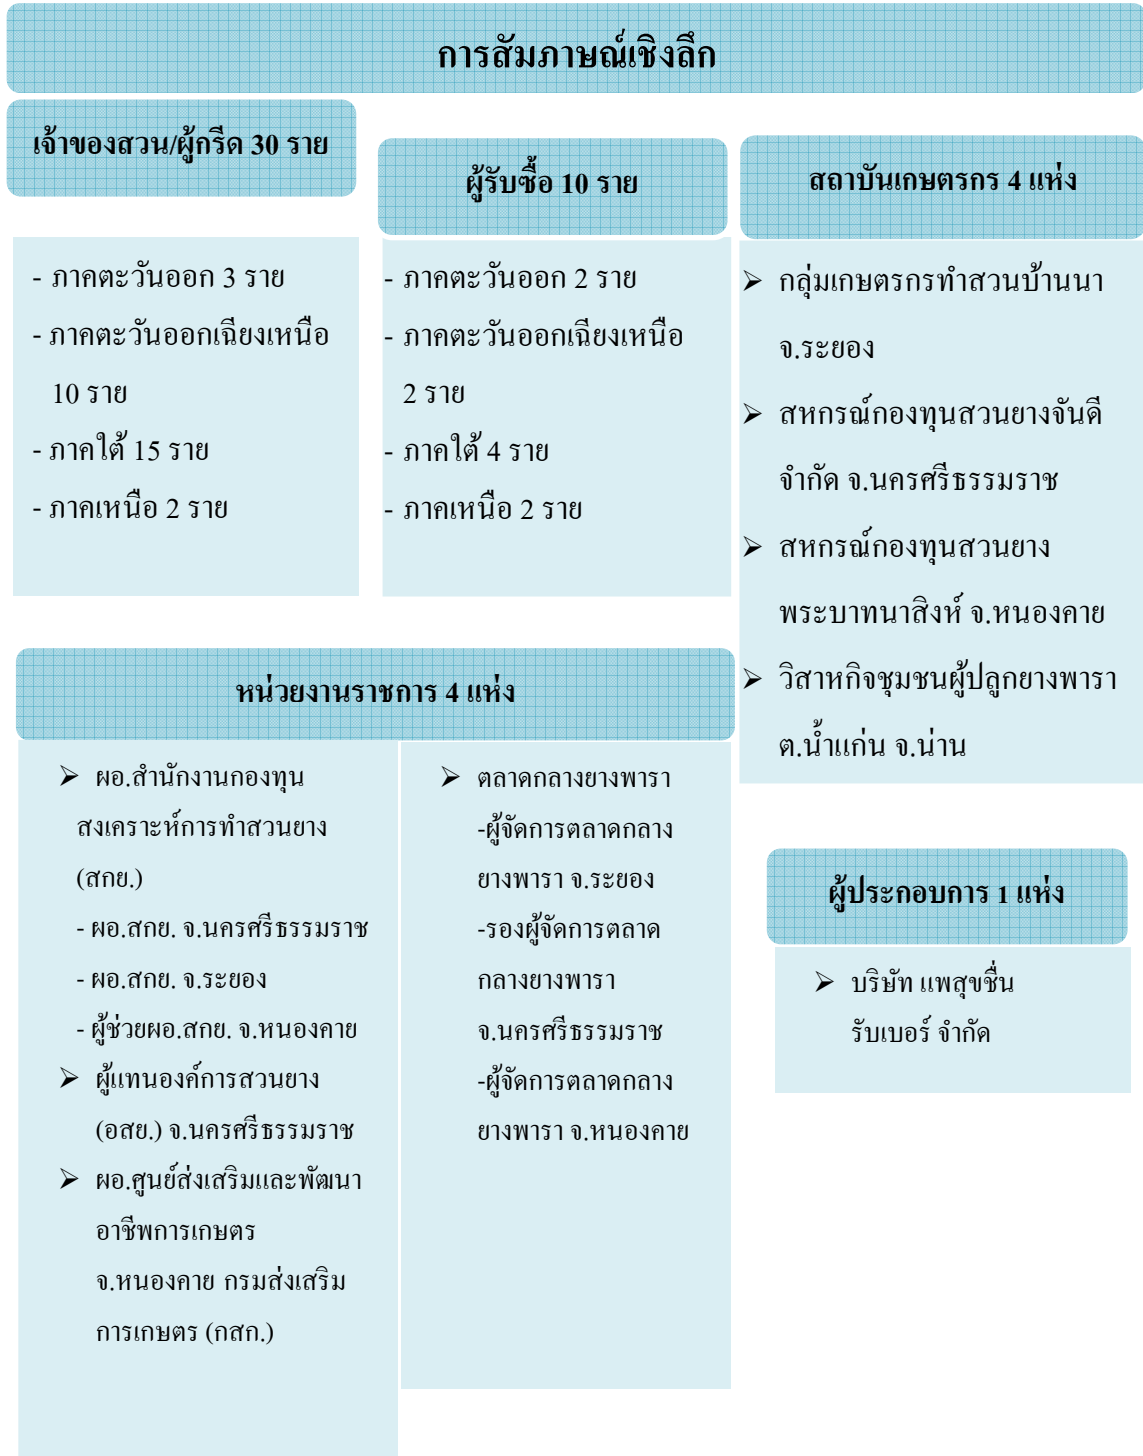 การสัมภาษณ์เชิงลึก
เจ้าของสวน/ผู้กรีด 30 ราย
- ภาคตะวันออก 3 ราย
- ภาคตะวันออกเฉียงเหนือ
10 ราย
- ภาคใต้ 15 ราย
- ภาคเหนือ 2 ราย
ผู้รับซื้อ 10 ราย
- ภาคตะวันออก 2 ราย
- ภาคตะวันออกเฉียงเหนือ
2 ราย
- ภาคใต้ 4 ราย
- ภาคเหนือ 2 ราย
สถาบันเกษตรกร 4 แห่ง
➢ กลุ่มเกษตรกรทำสวนบ้านนา
จ.ระยอง
➢ สหกรณ์กองทุนสวนยางจันดี
จำกัด จ.นครศรีธรรมราช
➢ สหกรณ์กองทุนสวนยาง
พระบาทนาสิงห์ จ.หนองคาย
➢ วิสาหกิจชุมชนผู้ปลูกยางพารา
ต.น้ำแก่น จ.น่าน
หน่วยงานราชการ 4 แห่ง
➢ ผอ.สำนักงานกองทุน
สงเคราะห์การทำสวนยาง
(สกย.)
- ผอ.สกย. จ.นครศรีธรรมราช
- ผอ.สกย. จ.ระยอง
- ผู้ช่วยผอ.สกย. จ.หนองคาย
➢ ผู้แทนองค์การสวนยาง
(อสย.) จ.นครศรีธรรมราช
➢ ผอ.ศูนย์ส่งเสริมและพัฒนา
อาชีพการเกษตร
จ.หนองคาย กรมส่งเสริม
การเกษตร (กสก.)
➢ ตลาดกลางยางพารา
-ผู้จัดการตลาดกลาง
ยางพารา จ.ระยอง
-รองผู้จัดการตลาด
กลางยางพารา
จ.นครศรีธรรมราช
-ผู้จัดการตลาดกลาง
ยางพารา จ.หนองคาย
ผู้ประกอบการ 1 แห่ง
➢ บริษัท แพสุขชื่น
รับเบอร์ จำกัด